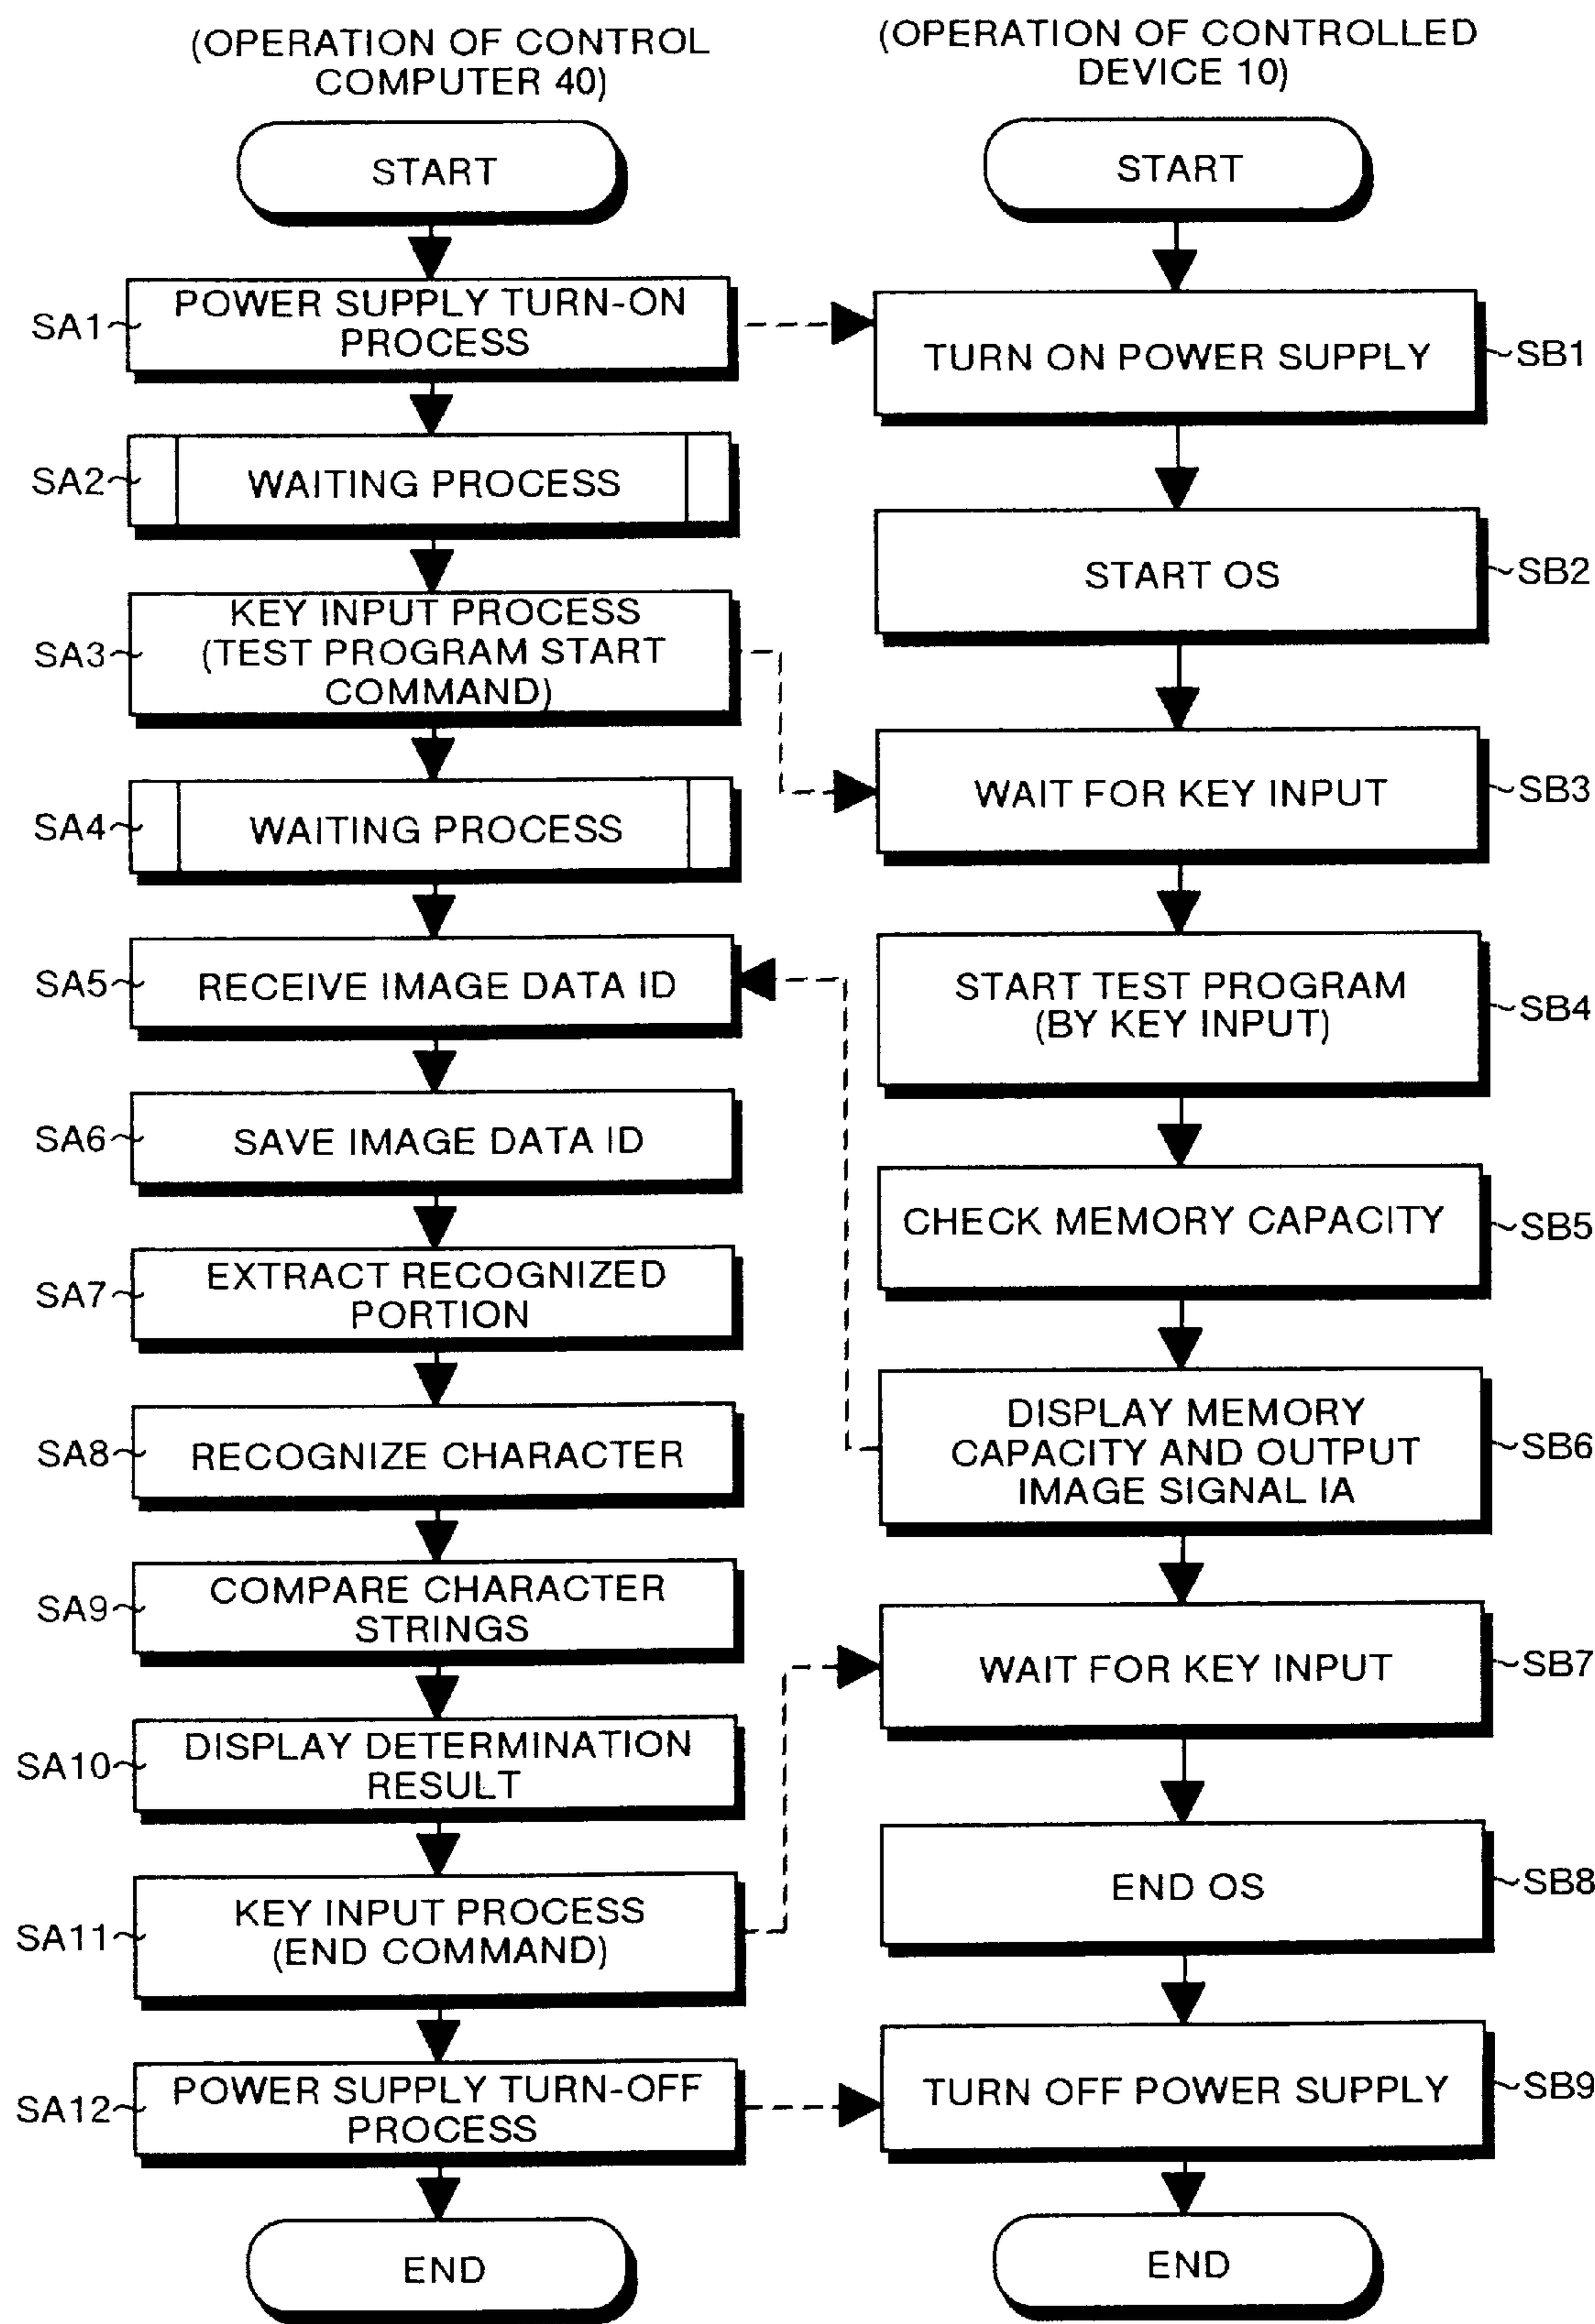 (OPERATION OF CONTROL
COMPUTER 40)
START
SA1
POWER SUPPLY TURN-ON
PROCESS
SA2
WAITING PROCESS
SA3
KEY INPUT PROCESS
(TEST PROGRAM START
COMMAND)
SA4
WAITING PROCESS
SA5
RECEIVE IMAGE DATA ID
SA6
SAVE IMAGE DATA ID
SA7
EXTRACT RECOGNIZED
PORTION
SA8
RECOGNIZE CHARACTER
SA9
COMPARE CHARACTER
STRINGS
SA10
DISPLAY DETERMINATION
RESULT
SA11
KEY INPUT PROCESS
(END COMMAND)
SA12
POWER SUPPLY TURN-OFF
PROCESS
END
(OPERATION OF CONTROLLED
DEVICE 10)
START
TURN ON POWER SUPPLY
SB1
START OS
SB2
WAIT FOR KEY INPUT
SB3
START TEST PROGRAM
(BY KEY INPUT)
SB4
CHECK MEMORY CAPACITY
SB5
DISPLAY MEMORY
CAPACITY AND OUTPUT
IMAGE SIGNAL IA
SB6
WAIT FOR KEY INPUT
SB7
END OS
SB8
TURN OFF POWER SUPPLY
SB9
END